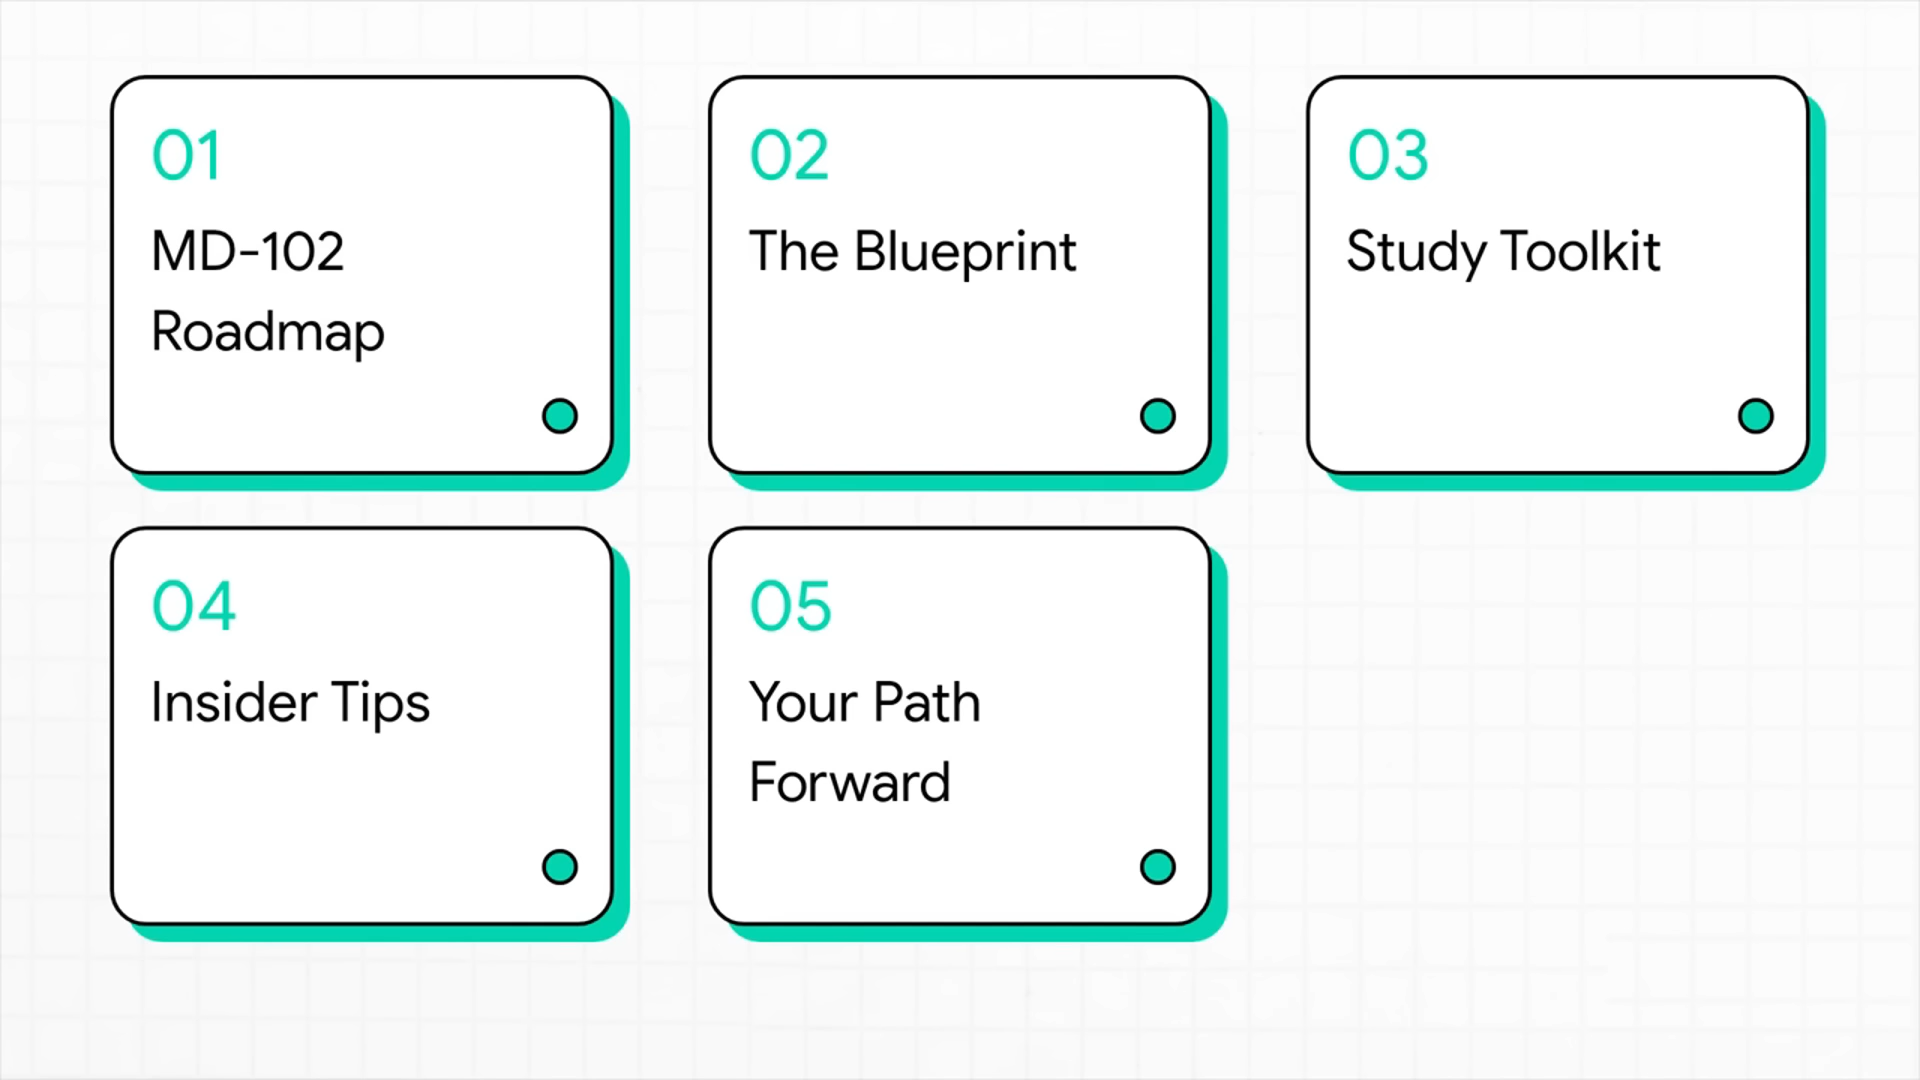 01
MD-102
Roadmap
02
The Blueprint
03
Study Toolkit
04
Insider Tips
05
Your Path
Forward